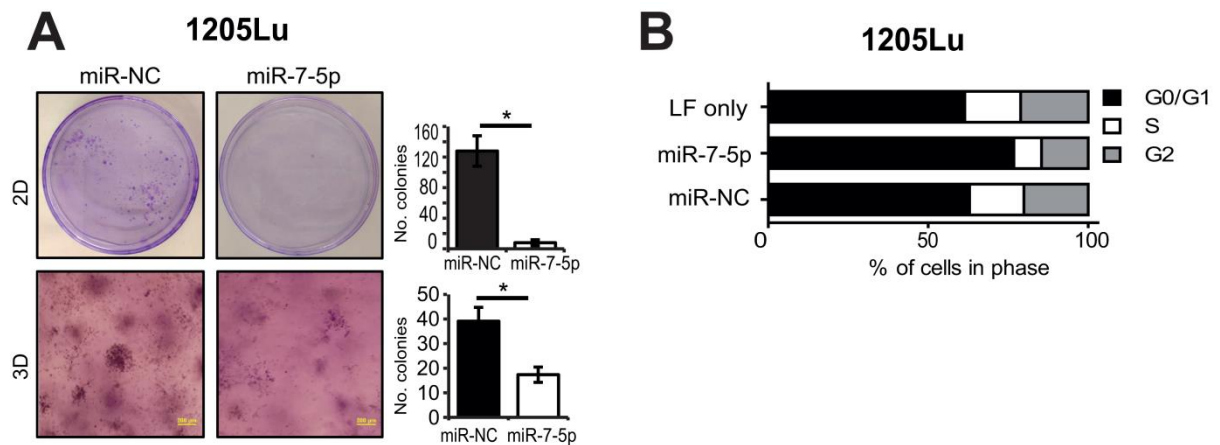 A
1205Lu
miR-NC
miR-7-5p
2D
No. colonies
160
120
80
40
0
*
miR-NC
miR-7-5p
3D
No. colonies
50
40
30
20
10
0
*
miR-NC
miR-7-5p
B
1205Lu
LF only
miR-7-5p
miR-NC
0
50
100
% of cells in phase
G0/G1
S
G2